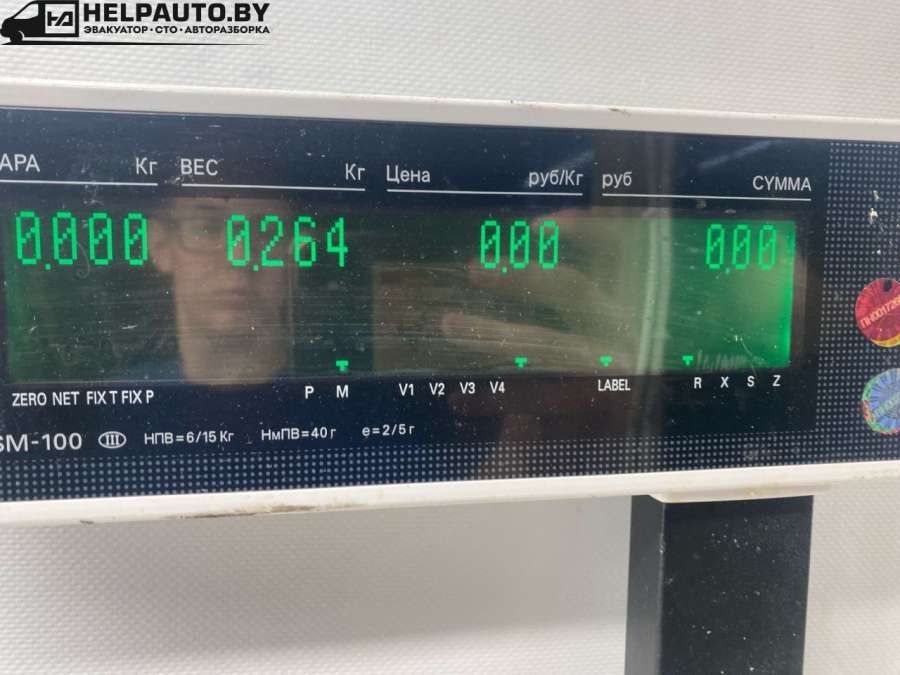 HELPAUTO.BY
ЭВАКУАТОР · СТО · АВТОРАЗБОРКА
АРА Кг ВЕС Кг Цена руб/Кг руб СУММА
0.000 0.264 0.00 0.00
ZERO NET FIX T FIX P P M V1 V2 V3 V4 LABEL R X S Z
SM-100 III НПВ=6/15 Кг НмПВ=40 г е=2/5 г